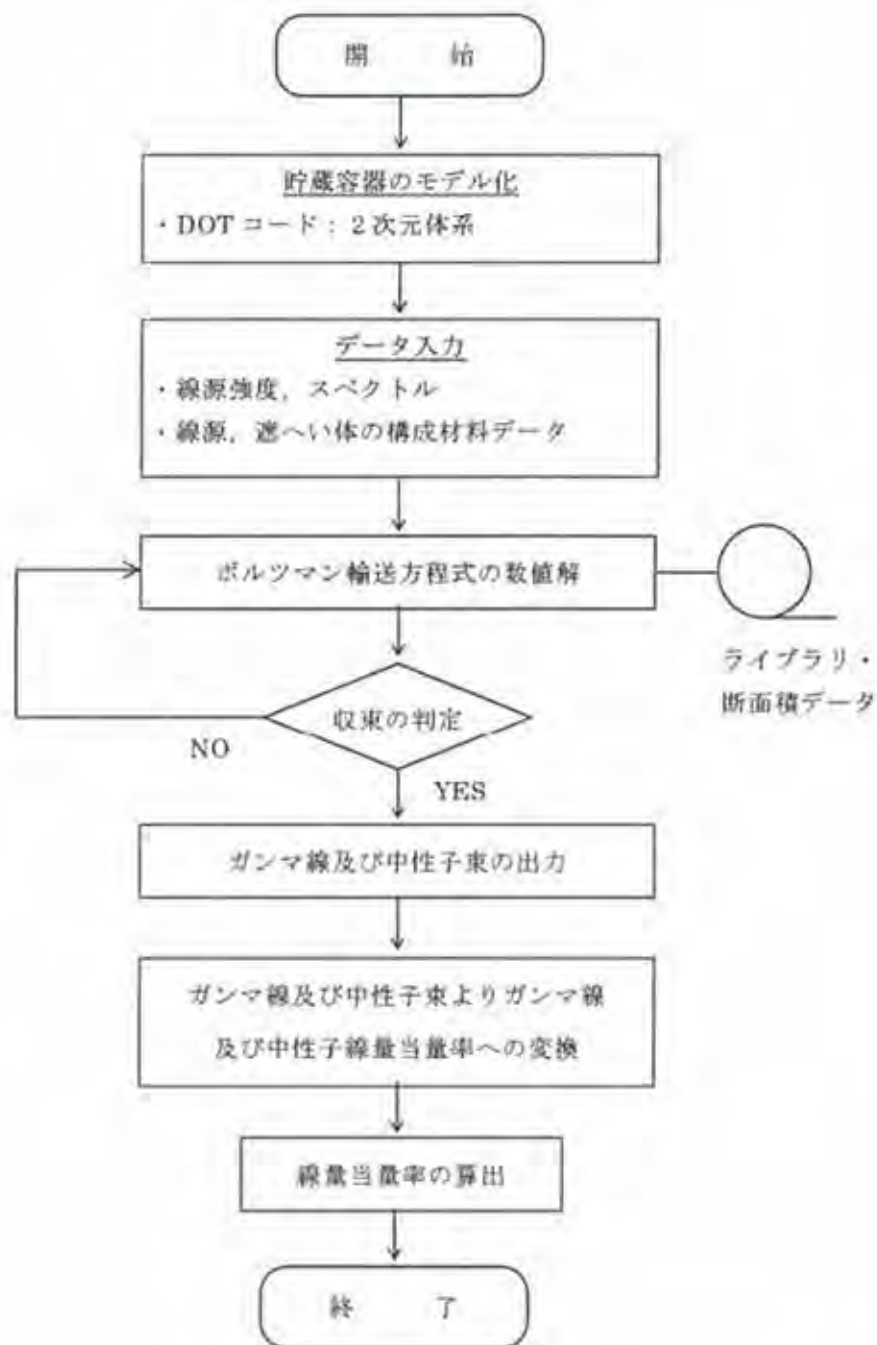 開 始
貯蔵容器のモデル化
・DOT コード：2次元体系
データ入力
・線源強度，スペクトル
・線源，遮へい体の構成材料データ
ボルツマン輸送方程式の数値解
ライブラリ・
断面積データ
収束の判定
NO
YES
ガンマ線及び中性子束の出力
ガンマ線及び中性子束よりガンマ線
及び中性子線量当量率への変換
線量当量率の算出
終 了